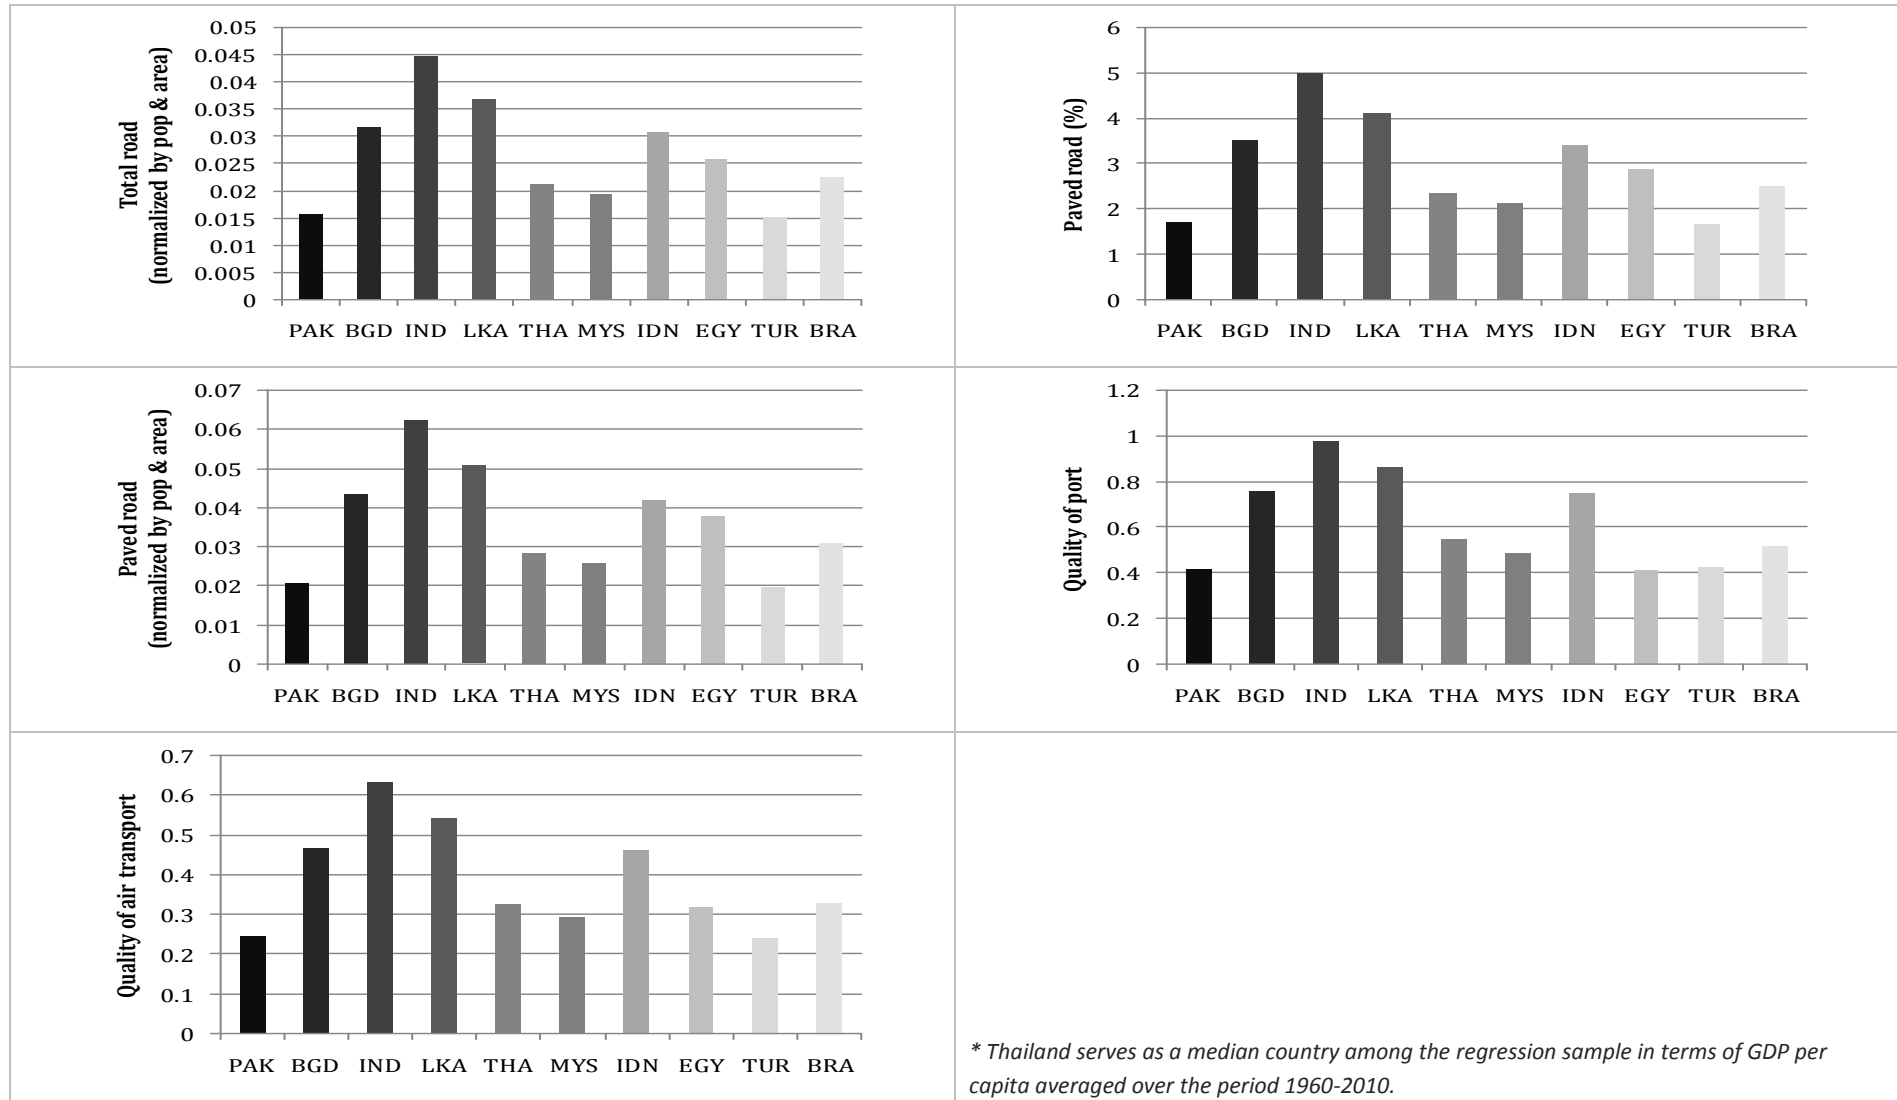 Total road
(normalized by pop & area)
0.05
0.045
0.04
0.035
0.03
0.025
0.02
0.015
0.01
0.005
0
PAK BGD IND LKA THA MYS IDN EGY TUR BRA
Paved road (%)
6
5
4
3
2
1
0
PAK BGD IND LKA THA MYS IDN EGY TUR BRA
Paved road
(normalized by pop & area)
0.07
0.06
0.05
0.04
0.03
0.02
0.01
0
PAK BGD IND LKA THA MYS IDN EGY TUR BRA
Quality of port
1.2
1
0.8
0.6
0.4
0.2
0
PAK BGD IND LKA THA MYS IDN EGY TUR BRA
Quality of air transport
0.7
0.6
0.5
0.4
0.3
0.2
0.1
0
PAK BGD IND LKA THA MYS IDN EGY TUR BRA
* Thailand serves as a median country among the regression sample in terms of GDP per
capita averaged over the period 1960-2010.